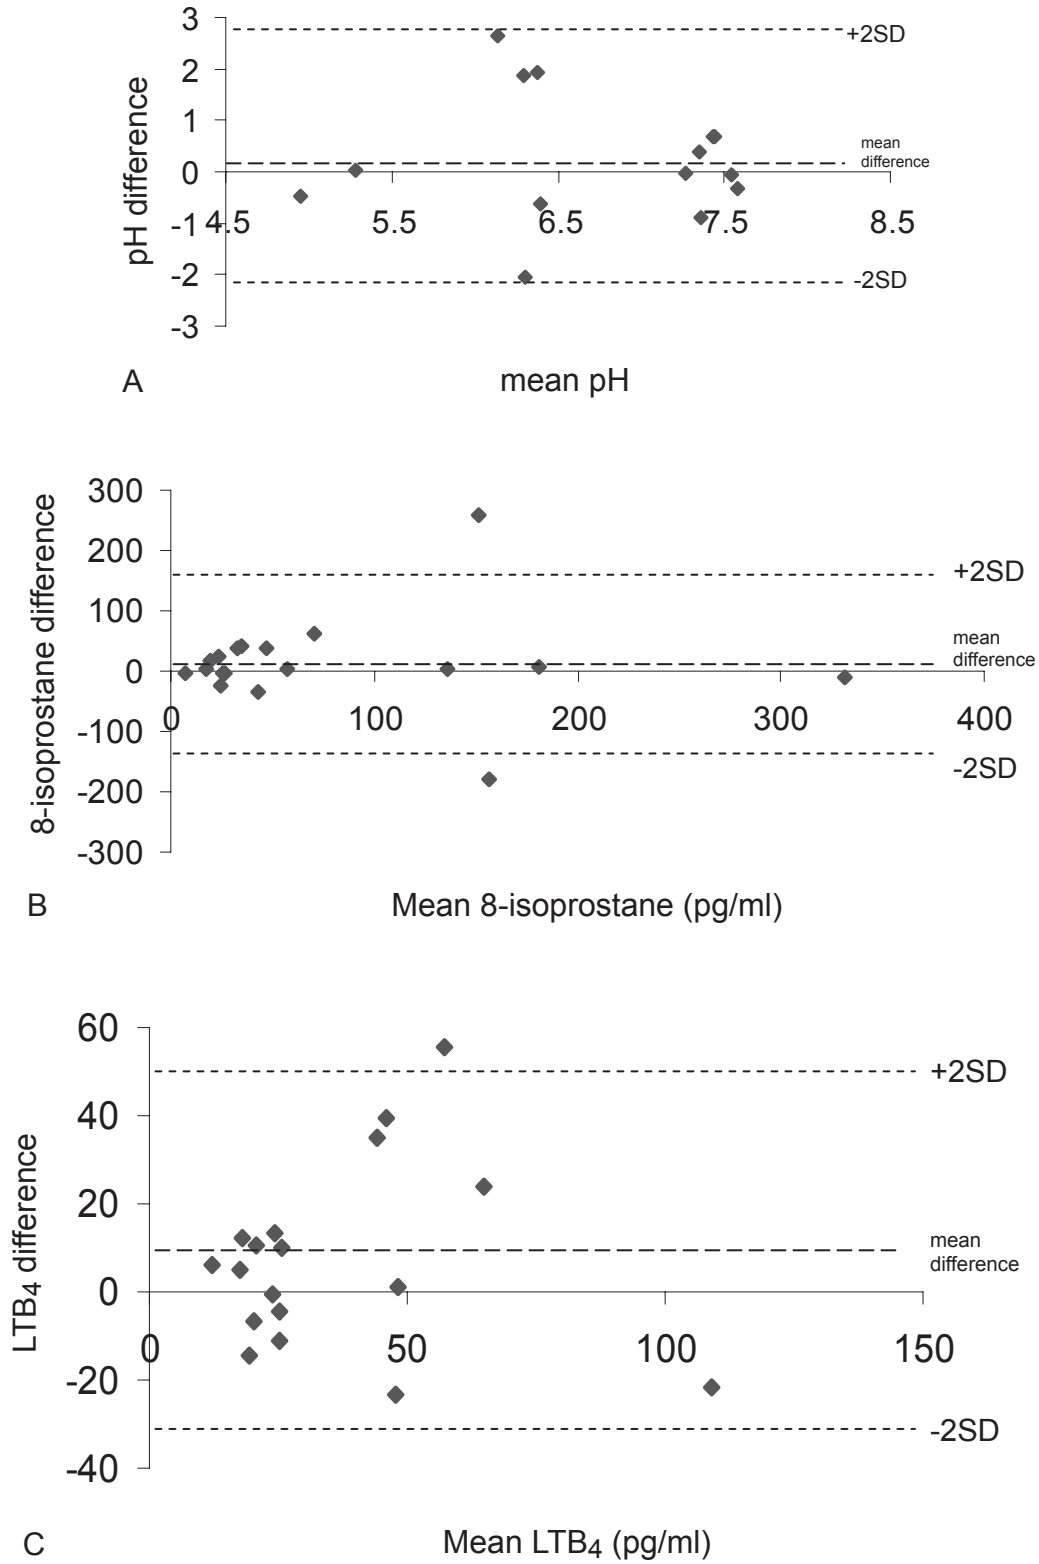 3
+2SD
2
pH difference
1
mean
difference
0
-1
4.5
5.5
6.5
7.5
8.5
-2
-2SD
-3
A
mean pH
300
8-isoprostane difference
200
+2SD
100
mean
difference
0
0
100
200
300
400
-100
-2SD
-200
-300
B
Mean 8-isoprostane (pg/ml)
60
+2SD
40
LTB4 difference
20
mean
difference
0
0
50
100
150
-20
-2SD
-40
C
Mean LTB4 (pg/ml)